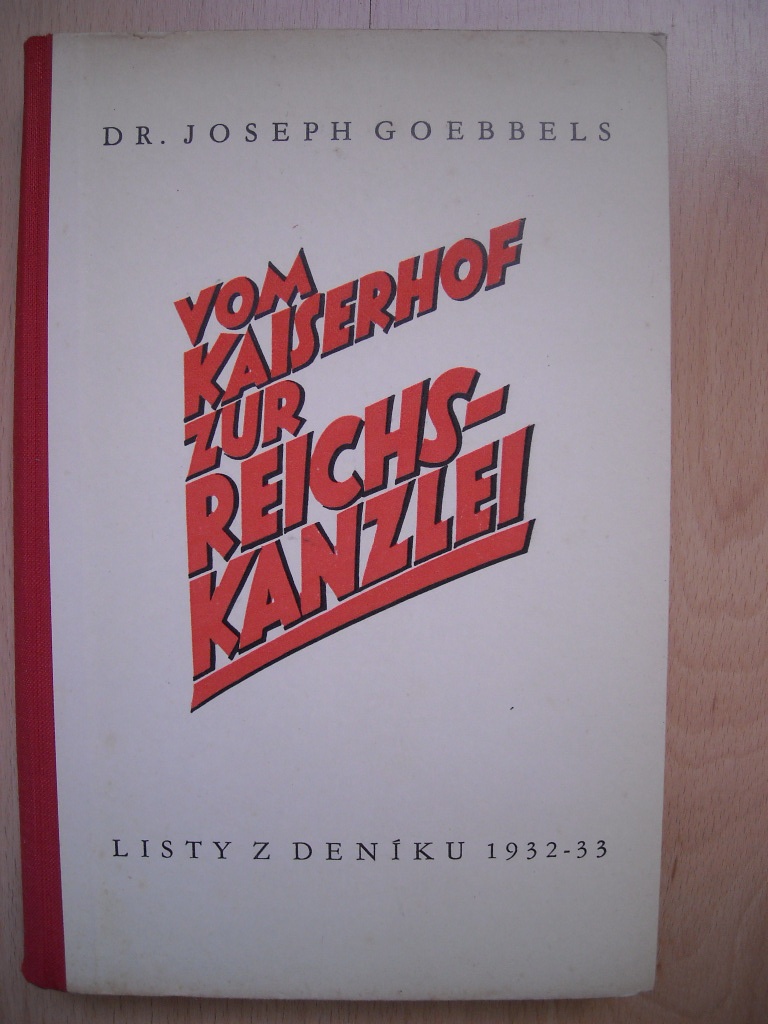 DR. JOSEPH GOEBBELS
VOM
KAISERHOF
ZUR
REICHS-
KANZLEI
LISTY Z DENÍKU 1932-33